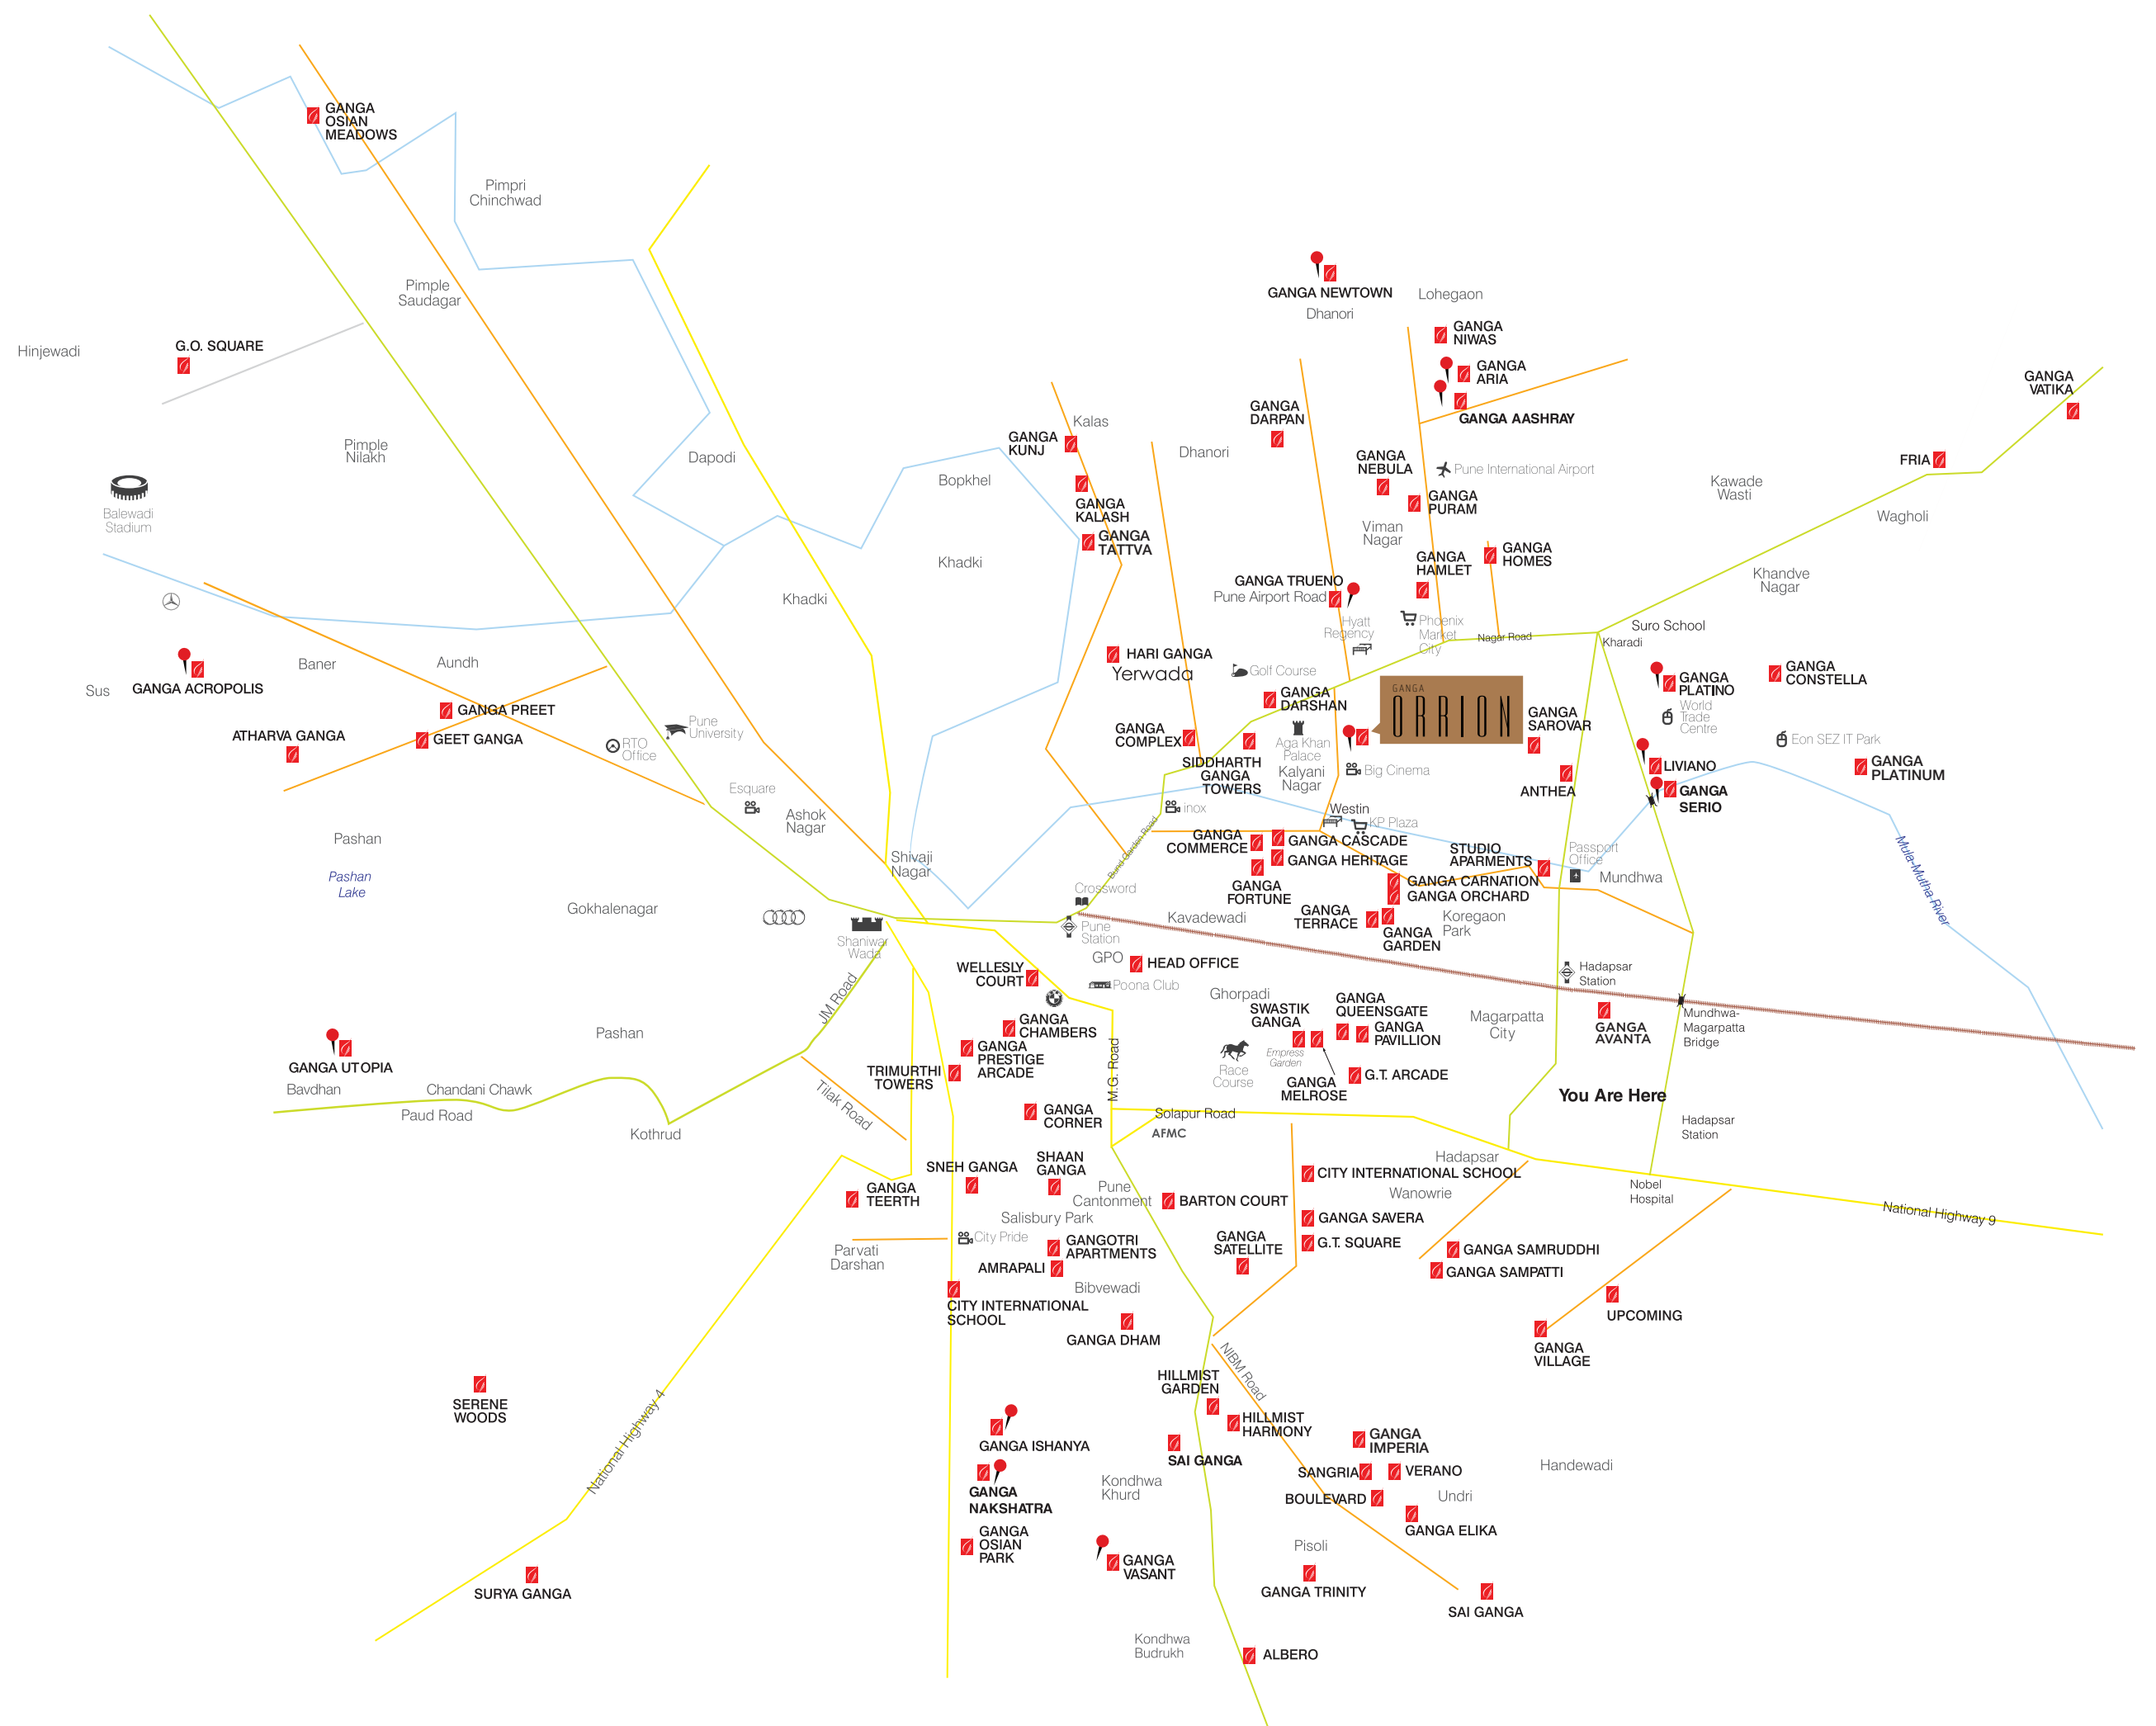 GANGA
OSIAN
MEADOWS
Pimpri
Chinchwad
Pimple
Saudagar
GANGA NEWTOWN
Dhanori
Lohegaon
Hinjewadi
G.O. SQUARE
GANGA
NIWAS
GANGA
ARIA
GANGA AASHRAY
GANGA
VATIKA
Pimple
Nilakh
Dapodi
Kalas
GANGA
KUNJ
GANGA
DARPAN
Dhanori
GANGA
NEBULA
Pune International Airport
FRIA
Bopkhel
GANGA
KALASH
GANGA
TATTVA
GANGA
PURAM
Viman
Nagar
Kawade
Wasti
Wagholi
Balewadi
Stadium
Khadki
Khadki
GANGA
HAMLET
GANGA
HOMES
Khandve
Nagar
GANGA TRUENO
Pune Airport Road
Hyatt
Regency
Phoenix
Market
City
Nagar Road
Suro School
Kharadi
HARI GANGA
Yerwada
Golf Course
Baner
Aundh
Sus
GANGA ACROPOLIS
GANGA PREET
GEET GANGA
ATHARVA GANGA
RTO
Office
Pune
University
GANGA
DARSHAN
GANGA
ORRION
GANGA
PLATINO
World
Trade
Centre
GANGA
CONSTELLA
GANGA
SAROVAR
Eon SEZ IT Park
GANGA
COMPLEX
SIDDHARTH
GANGA
TOWERS
Aga Khan
Palace
Kalyani
Nagar
Big Cinema
ANTHEA
LIVIANO
GANGA
SERIO
GANGA
PLATINUM
Esquare
Ashok
Nagar
inox
Westin
KP Plaza
Bund Garden Road
Pashan
Pashan
Lake
Shivaji
Nagar
GANGA
COMMERCE
GANGA CASCADE
GANGA HERITAGE
GANGA
FORTUNE
STUDIO
APARMENTS
Passport
Office
Mundhwa
Mula-Mutha River
GANGA CARNATION
GANGA ORCHARD
Crossword
Gokhalenagar
Shaniwar
Wada
Pune
Station
Kavadewadi
GANGA
TERRACE
GANGA
GARDEN
Koregaon
Park
GPO
HEAD OFFICE
WELLESLY
COURT
Poona Club
Hadapsar
Station
Ghorpadi
JM Road
GANGA
CHAMBERS
SWASTIK
GANGA
GANGA
QUEENSGATE
GANGA
PAVILLION
Magarpatta
City
GANGA
AVANTA
Mundhwa-
Magarpatta
Bridge
Pashan
GANGA
PRESTIGE
ARCADE
TRIMURTHI
TOWERS
M.G. Road
Race
Course
Empress
Garden
GANGA
MELROSE
G.T. ARCADE
GANGA UTOPIA
Bavdhan
Chandani Chawk
Paud Road
Kothrud
Tilak Road
GANGA
CORNER
Solapur Road
AFMC
You Are Here
Hadapsar
Station
SNEH GANGA
SHAAN
GANGA
Pune
Cantonment
BARTON COURT
CITY INTERNATIONAL SCHOOL
Hadapsar
Wanowrie
Nobel
Hospital
National Highway 9
GANGA
TEERTH
Salisbury Park
City Pride
GANGA SAVERA
G.T. SQUARE
GANGA
SATELLITE
Parvati
Darshan
GANGOTRI
APARTMENTS
AMRAPALI
Bibvewadi
GANGA SAMRUDDHI
GANGA SAMPATTI
CITY INTERNATIONAL
SCHOOL
GANGA DHAM
UPCOMING
GANGA
VILLAGE
NIBM Road
HILLMIST
GARDEN
HILLMIST
HARMONY
SERENE
WOODS
National Highway 4
GANGA ISHANYA
SAI GANGA
GANGA
IMPERIA
SANGRIA
VERANO
BOULEVARD
Undri
Handewadi
GANGA
NAKSHATRA
Kondhwa
Khurd
GANGA ELIKA
GANGA
OSIAN
PARK
GANGA
VASANT
Pisoli
GANGA TRINITY
SAI GANGA
SURYA GANGA
Kondhwa
Budrukh
ALBERO